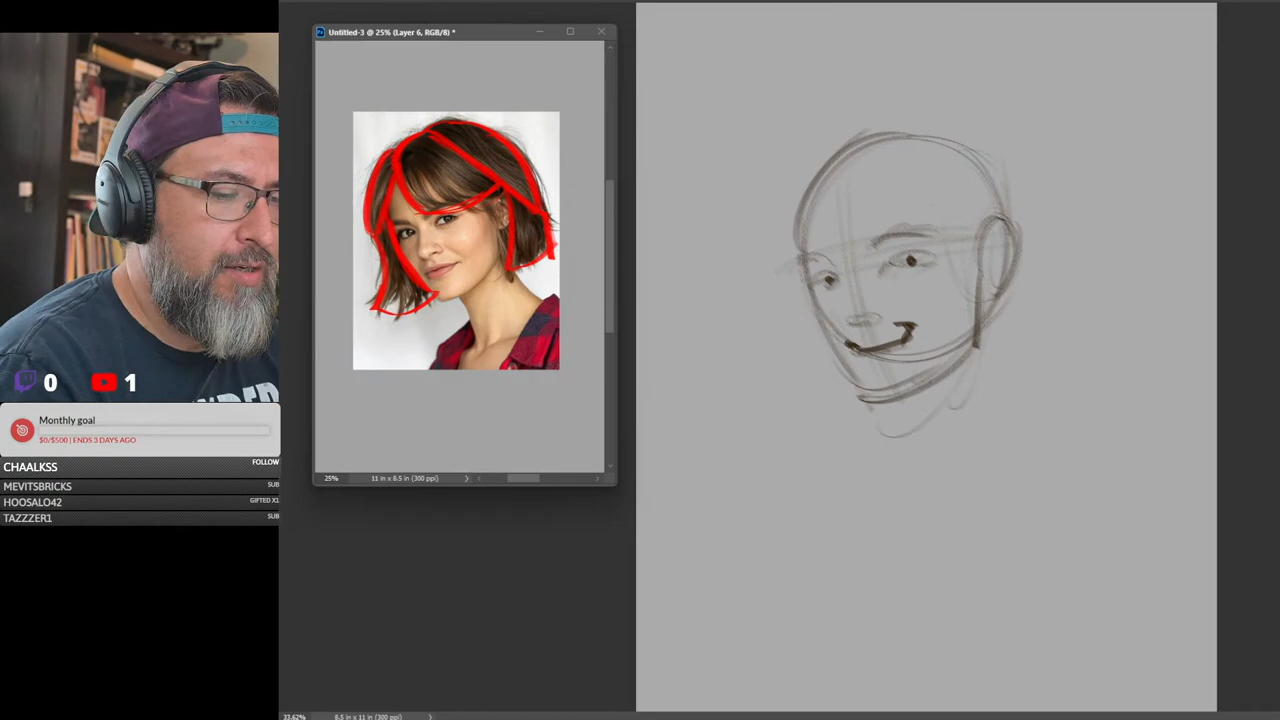 Untitled-3 @ 25% (Layer 6, RGB/8) *
25%
11 in x 8.5 in (300 ppi)
0
1
Monthly goal
$0/$500 | ENDS 3 DAYS AGO
CHAALKSS
FOLLOW
MEVITSBRICKS
SUB
HOOSALO42
GIFTED X1
TAZZZER1
SUB
33.62%
8.5 in x 11 in (300 ppi)